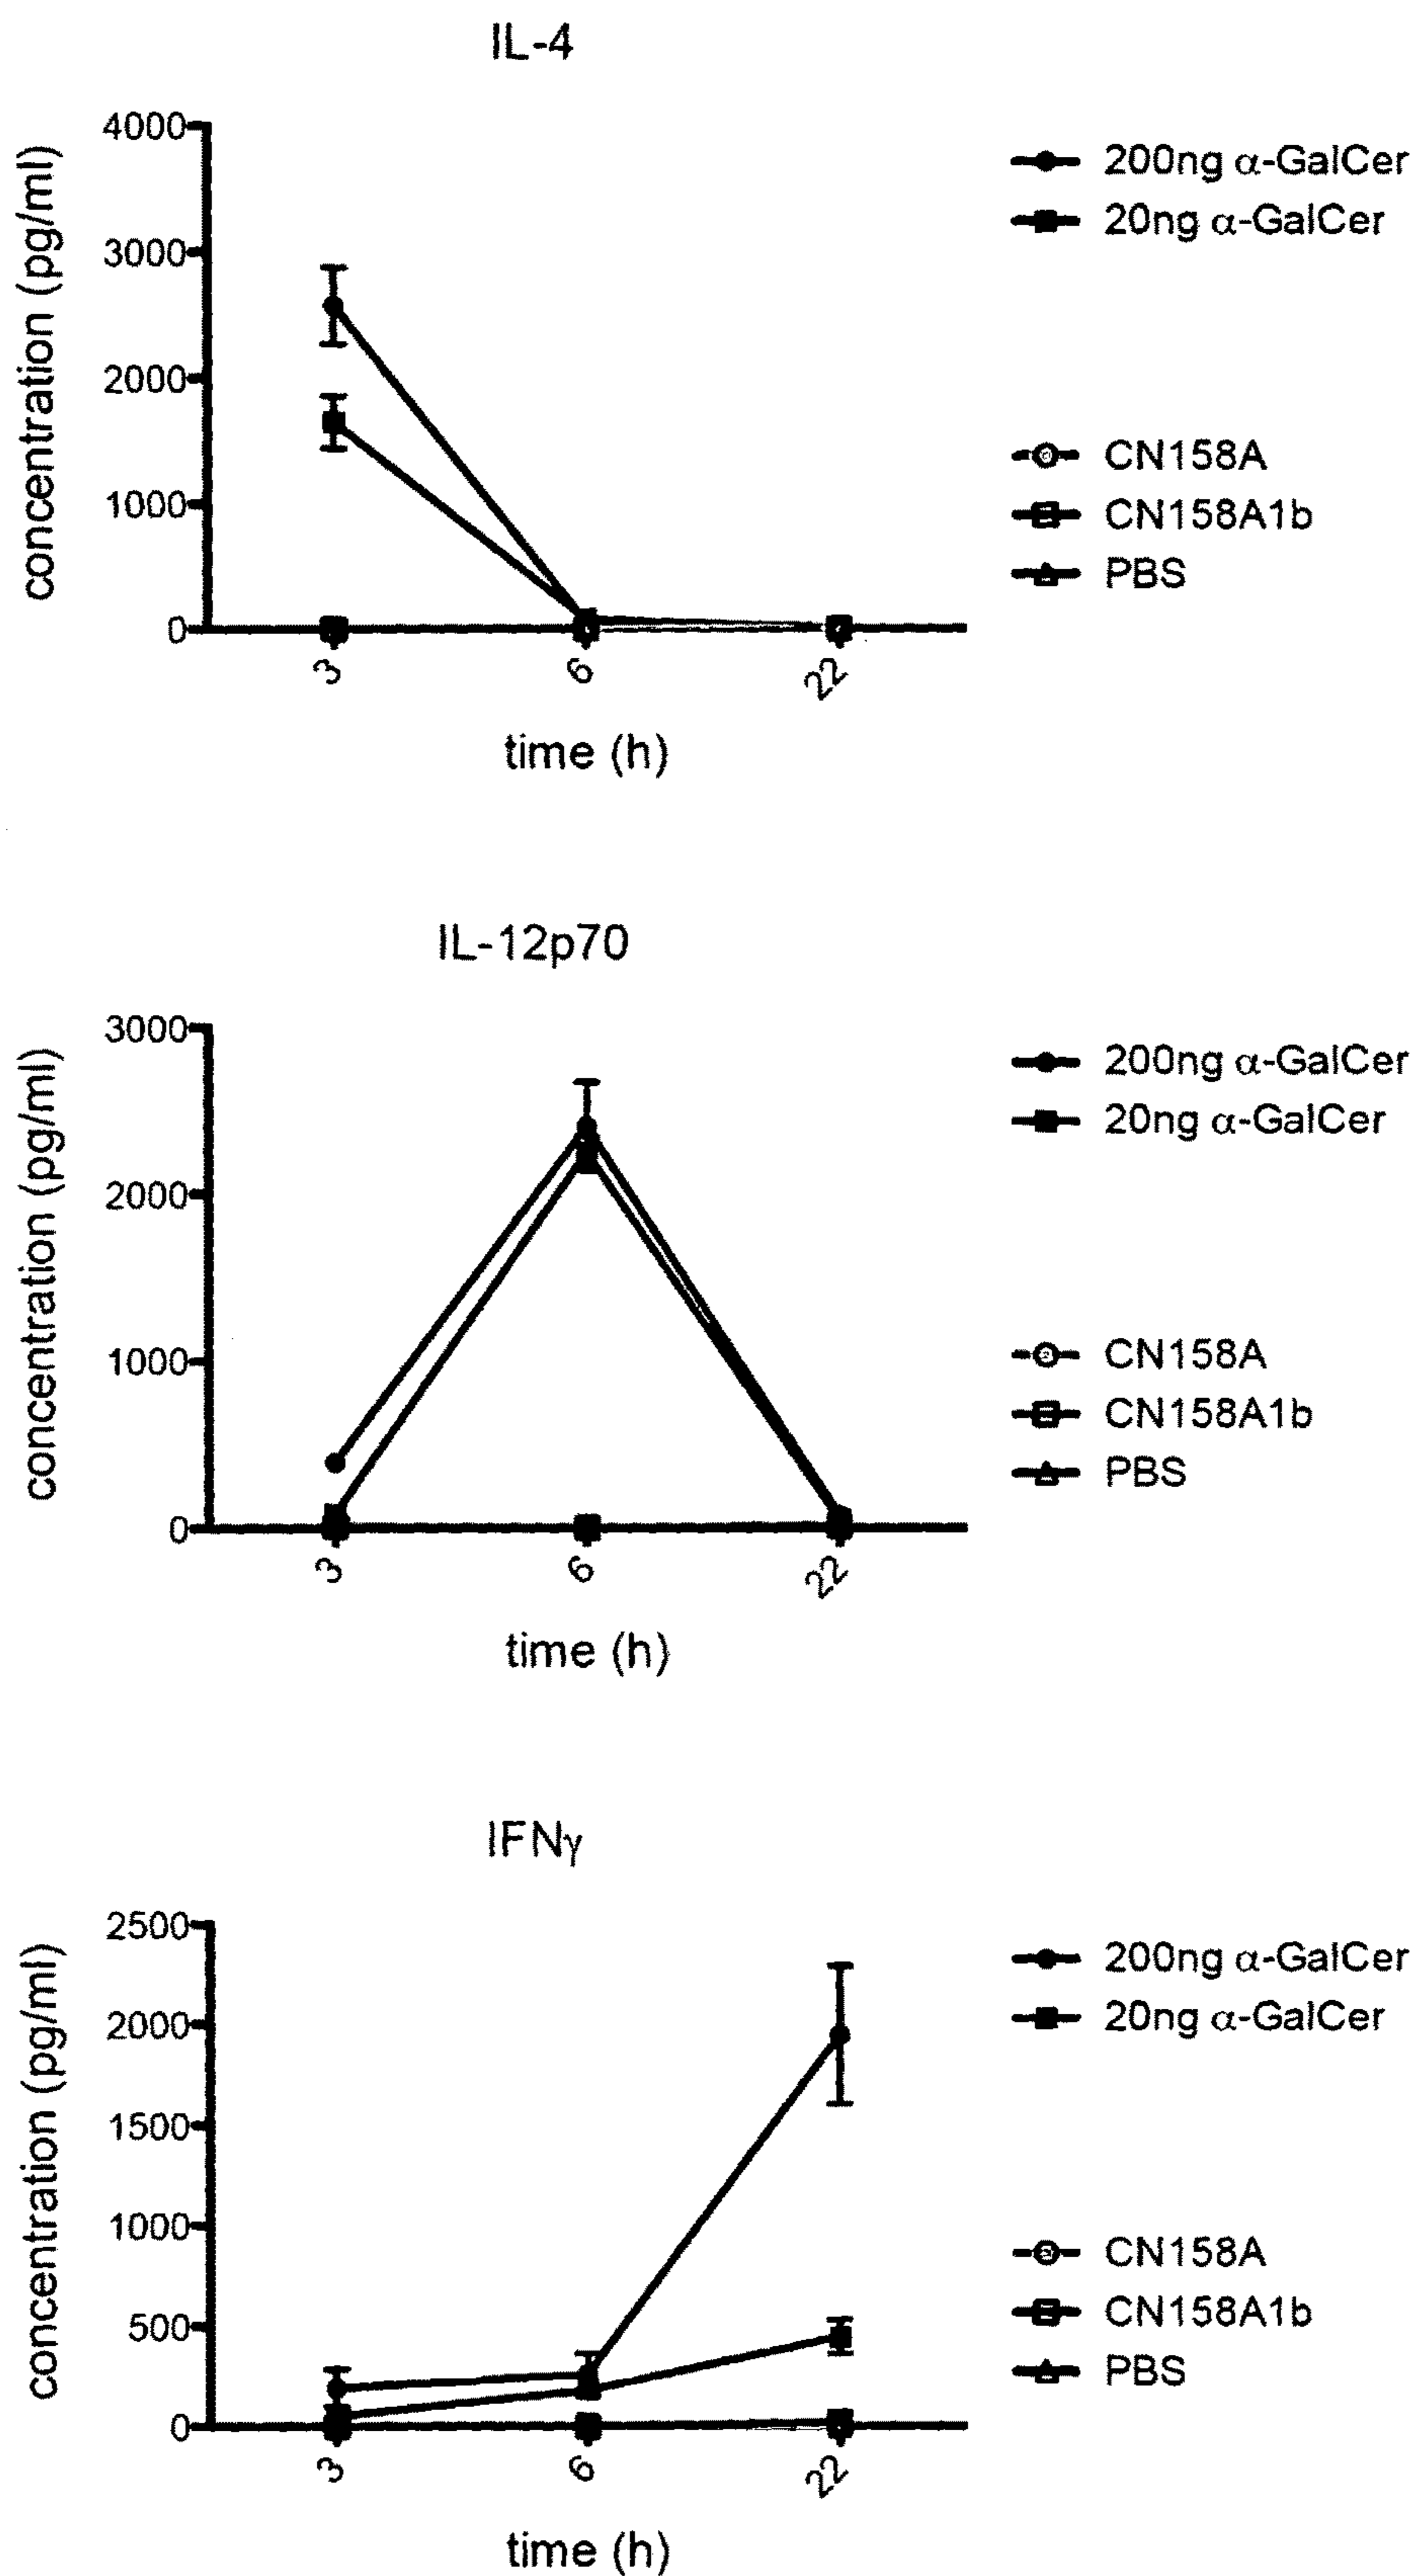 IL-4
concentration (pg/ml)
4000
3000
2000
1000
0
3
6
22
time (h)
200ng α-GalCer
20ng α-GalCer
CN158A
CN158A1b
PBS
IL-12p70
concentration (pg/ml)
3000
2000
1000
0
3
6
22
time (h)
200ng α-GalCer
20ng α-GalCer
CN158A
CN158A1b
PBS
IFNγ
concentration (pg/ml)
2500
2000
1500
1000
500
0
3
6
22
time (h)
200ng α-GalCer
20ng α-GalCer
CN158A
CN158A1b
PBS